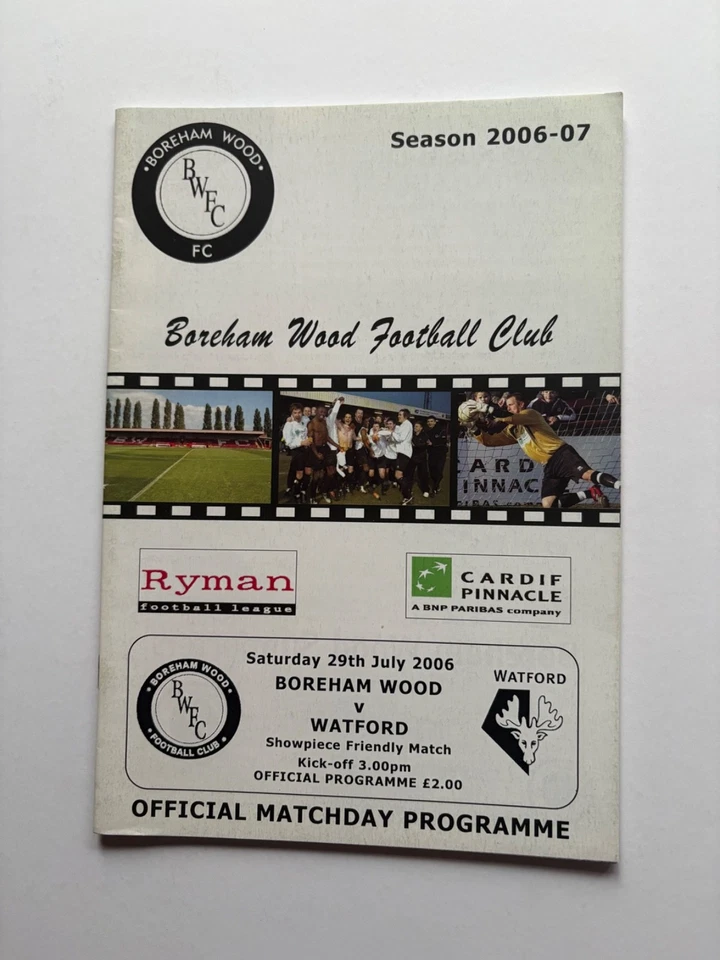 BOREHAM WOOD
BWFC
FC
Season 2006-07
Boreham Wood Football Club
CARD
INNAC
Ryman
football league
CARDIF
PINNACLE
A BNP PARIBAS company
BOREHAM WOOD
BWFC
FOOTBALL CLUB
Saturday 29th July 2006
BOREHAM WOOD
v
WATFORD
Showpiece Friendly Match
Kick-off 3.00pm
OFFICIAL PROGRAMME £2.00
WATFORD
OFFICIAL MATCHDAY PROGRAMME